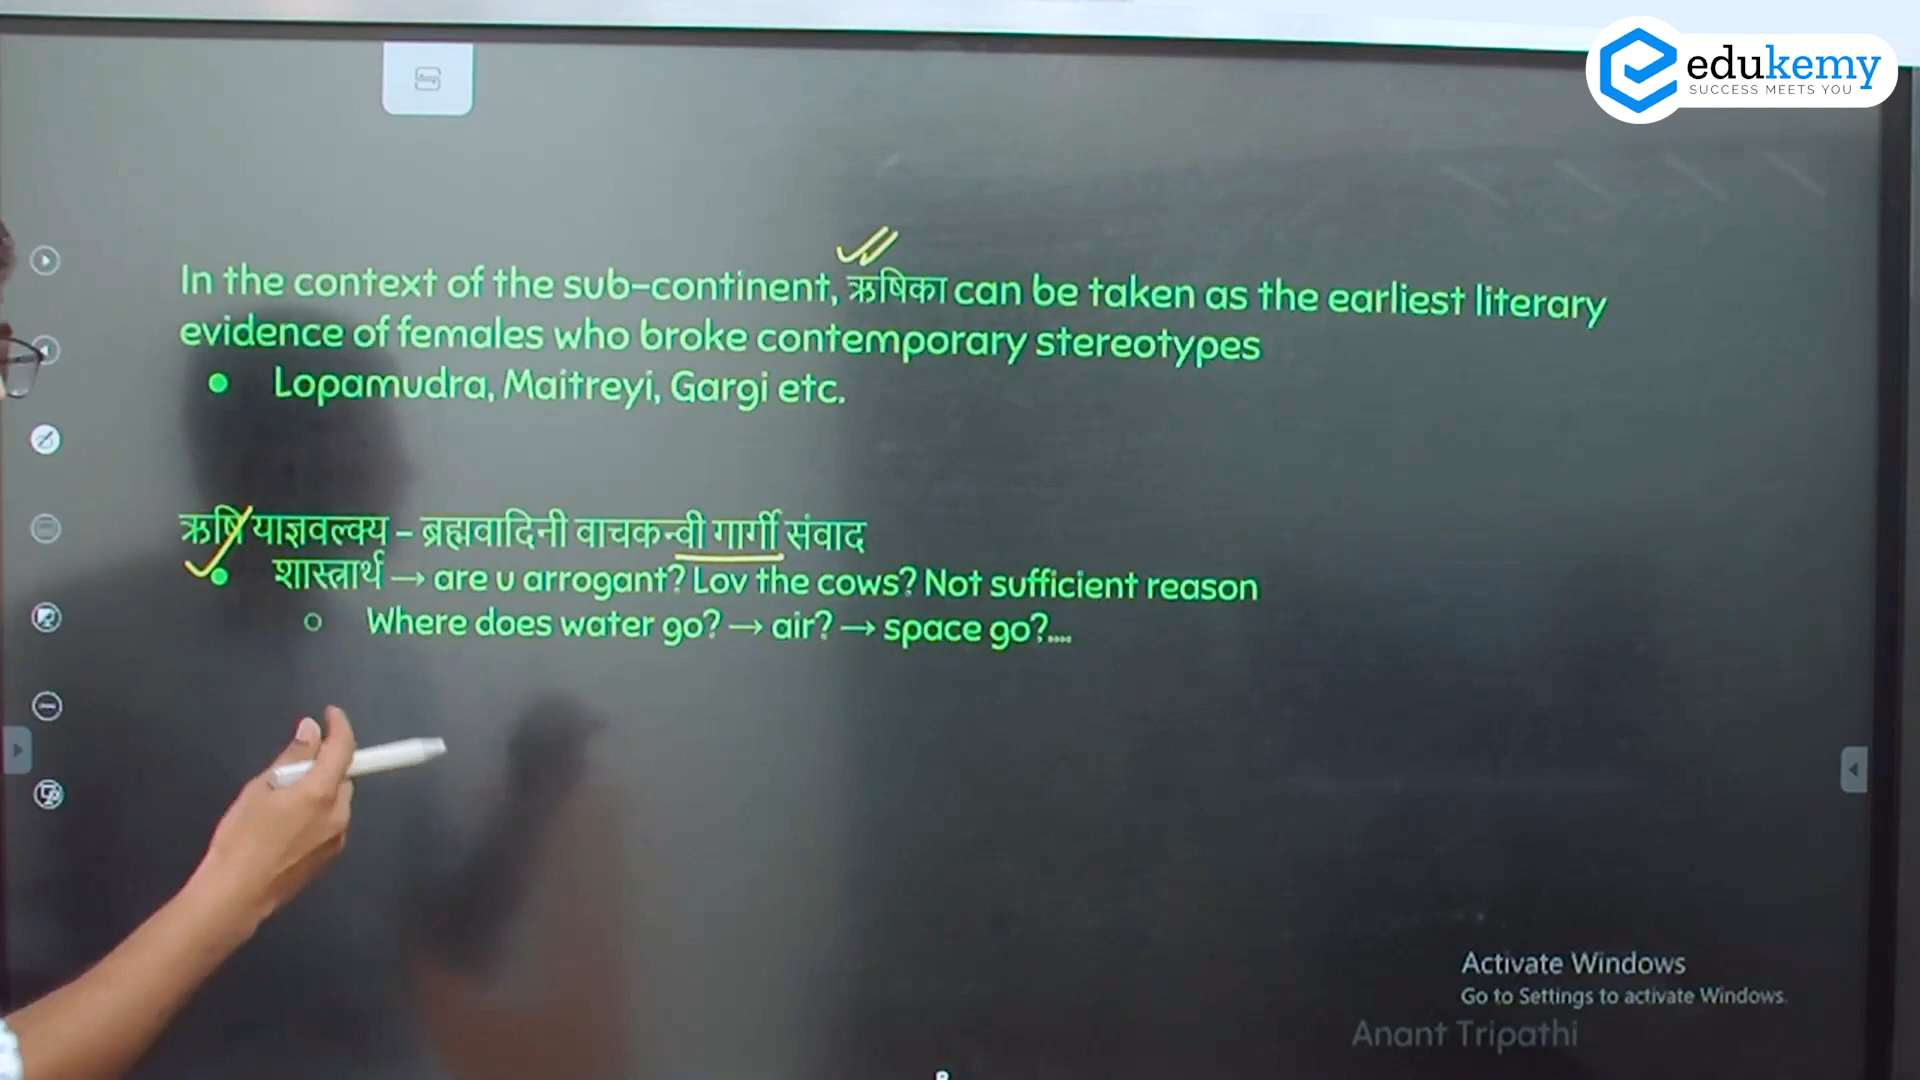 edukemy
SUCCESS MEETS YOU
In the context of the sub-continent, ऋषिका can be taken as the earliest literary
evidence of females who broke contemporary stereotypes
● Lopamudra, Maitreyi, Gargi etc.
ऋषि याज्ञवल्क्य – ब्रह्मवादिनी वाचकन्वी गार्गी संवाद
● शास्त्रार्थ → are u arrogant? Lov the cows? Not sufficient reason
○ Where does water go? → air? → space go?....
Activate Windows
Go to Settings to activate Windows.
Anant Tripathi